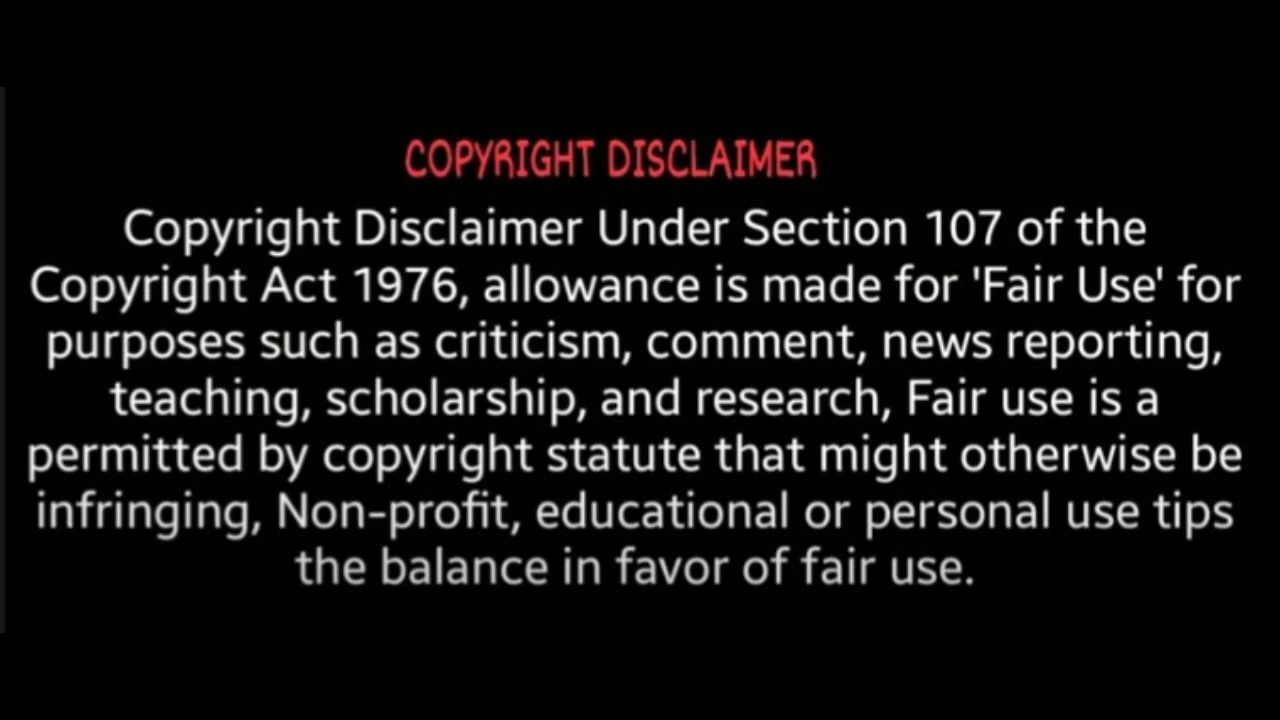 COPYRIGHT DISCLAIMER
Copyright Disclaimer Under Section 107 of the
Copyright Act 1976, allowance is made for 'Fair Use' for
purposes such as criticism, comment, news reporting,
teaching, scholarship, and research, Fair use is a
permitted by copyright statute that might otherwise be
infringing, Non-profit, educational or personal use tips
the balance in favor of fair use.